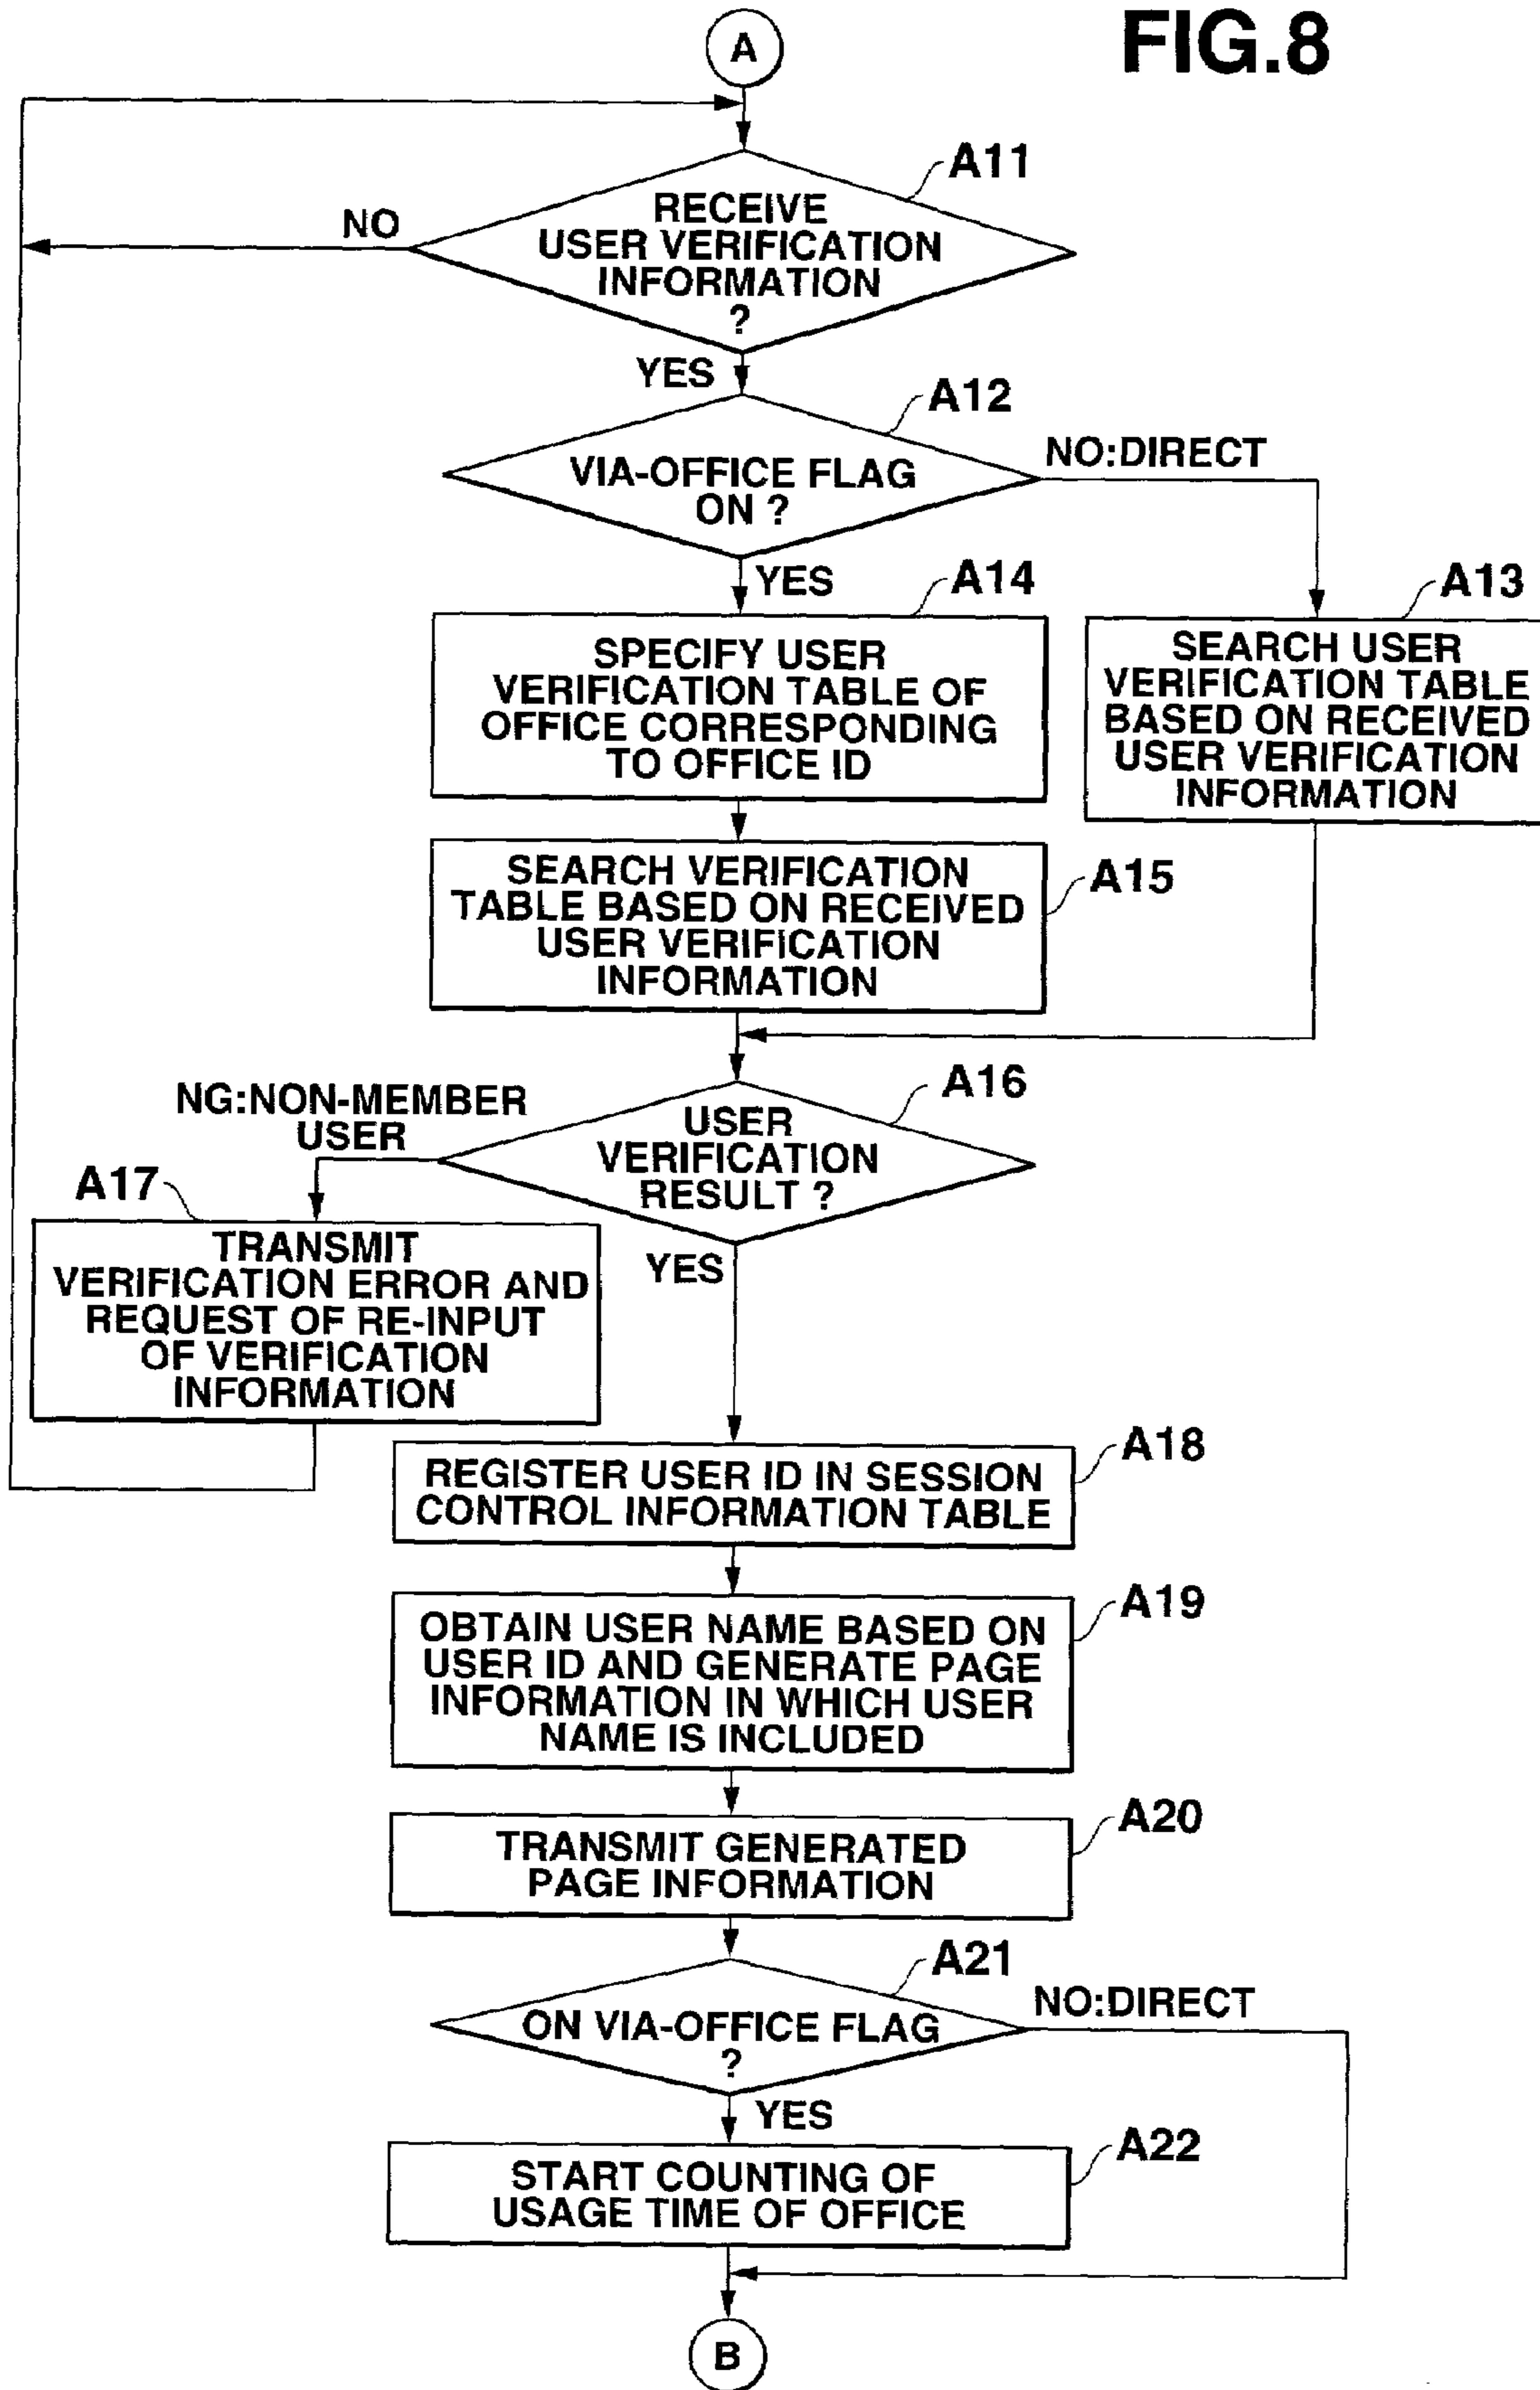 FIG.8
A
A11
RECEIVE
USER VERIFICATION
INFORMATION
?
NO
YES
A12
VIA-OFFICE FLAG
ON ?
NO:DIRECT
YES
A14
SPECIFY USER
VERIFICATION TABLE OF
OFFICE CORRESPONDING
TO OFFICE ID
A13
SEARCH USER
VERIFICATION TABLE
BASED ON RECEIVED
USER VERIFICATION
INFORMATION
A15
SEARCH VERIFICATION
TABLE BASED ON RECEIVED
USER VERIFICATION
INFORMATION
A16
USER
VERIFICATION
RESULT ?
NG:NON-MEMBER
USER
A17
TRANSMIT
VERIFICATION ERROR AND
REQUEST OF RE-INPUT
OF VERIFICATION
INFORMATION
YES
A18
REGISTER USER ID IN SESSION
CONTROL INFORMATION TABLE
A19
OBTAIN USER NAME BASED ON
USER ID AND GENERATE PAGE
INFORMATION IN WHICH USER
NAME IS INCLUDED
A20
TRANSMIT GENERATED
PAGE INFORMATION
A21
ON VIA-OFFICE FLAG
?
NO:DIRECT
YES
A22
START COUNTING OF
USAGE TIME OF OFFICE
B